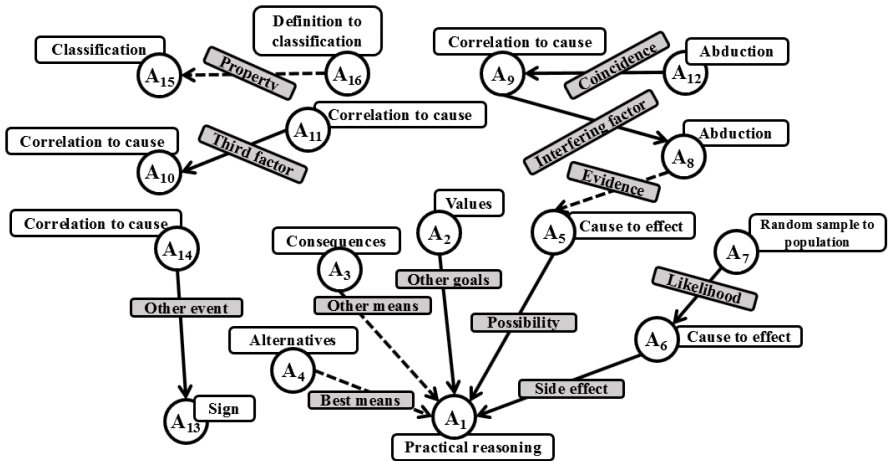 Classification
A15
Property
Definition to
classification
A16
Correlation to cause
A9
Coincidence
A12
Abduction
Correlation to cause
A11
Third factor
Correlation to cause
A10
Interfering factor
Abduction
A8
Evidence
Correlation to cause
A14
Consequences
A3
Values
A2
A5
Cause to effect
Random sample to
population
A7
Other event
Other means
Other goals
Possibility
Likelihood
Alternatives
A4
Best means
A6
Cause to effect
Side effect
Sign
A13
A1
Practical reasoning